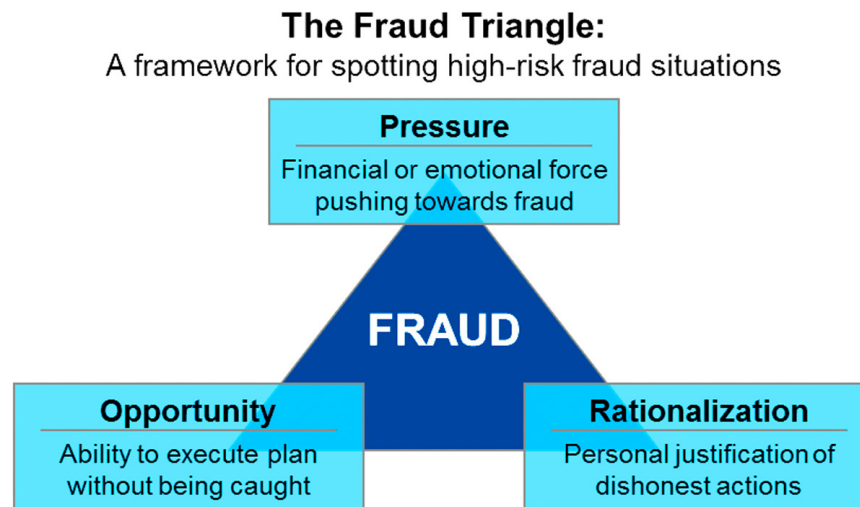 The Fraud Triangle:
A framework for spotting high-risk fraud situations
Pressure
Financial or emotional force
pushing towards fraud
FRAUD
Opportunity
Ability to execute plan
without being caught
Rationalization
Personal justification of
dishonest actions